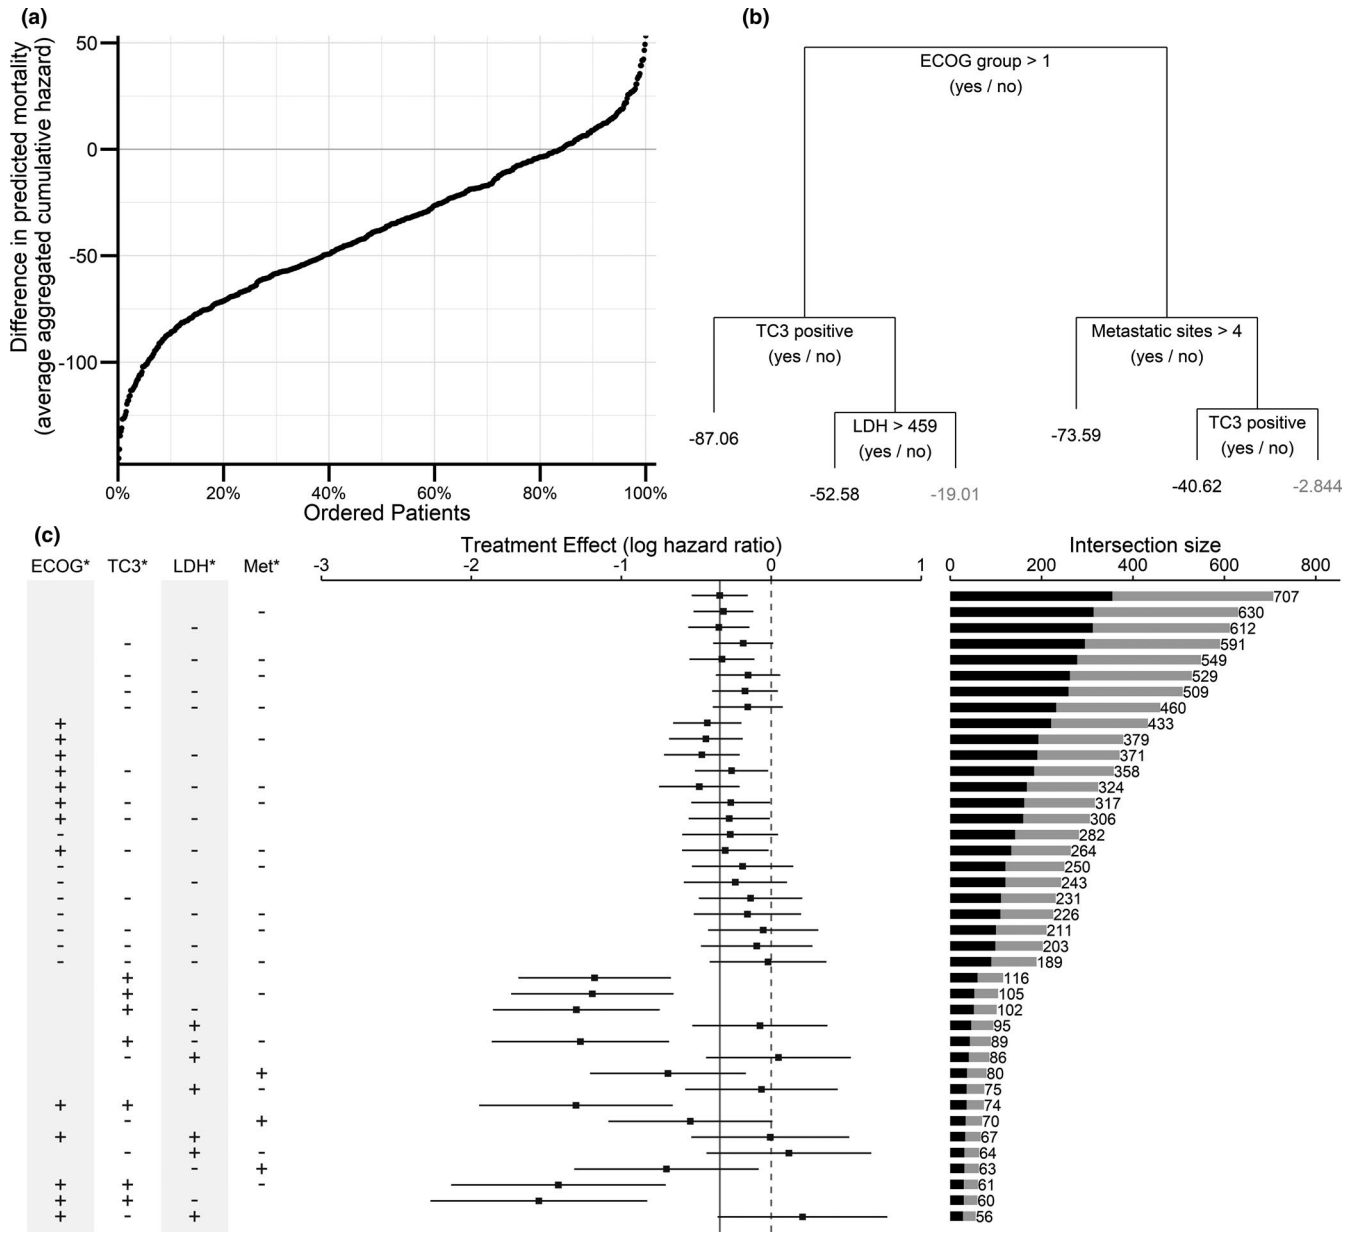 (a)
Difference in predicted mortality
(average aggregated cumulative hazard)
50
0
-50
-100
0% 20% 40% 60% 80% 100%
Ordered Patients
(b)
ECOG group > 1
(yes / no)
TC3 positive
(yes / no)
Metastatic sites > 4
(yes / no)
-87.06
LDH > 459
(yes / no)
-73.59
TC3 positive
(yes / no)
-52.58
-19.01
-40.62
-2.844
(c)
Treatment Effect (log hazard ratio)
Intersection size
ECOG* TC3* LDH* Met*
-3 -2 -1 0 1
0 200 400 600 800
707
- 630
- 612
- 591
- - 549
- - 529
- - 509
- - - 460
+ 433
+ - 379
+ - 371
+ - 358
+ - - 324
+ - - 317
+ - - 306
- 282
+ - - - 264
- - 250
- - 243
- - 231
- - - 226
- - - 211
- - - 203
- - - - 189
+ 116
+ - 105
+ - 102
+ 95
+ - - 89
- + 86
+ 80
+ - 75
+ + 74
- + 70
+ + 67
- + - 64
- + 63
+ + - 61
+ + - 60
+ - + 56